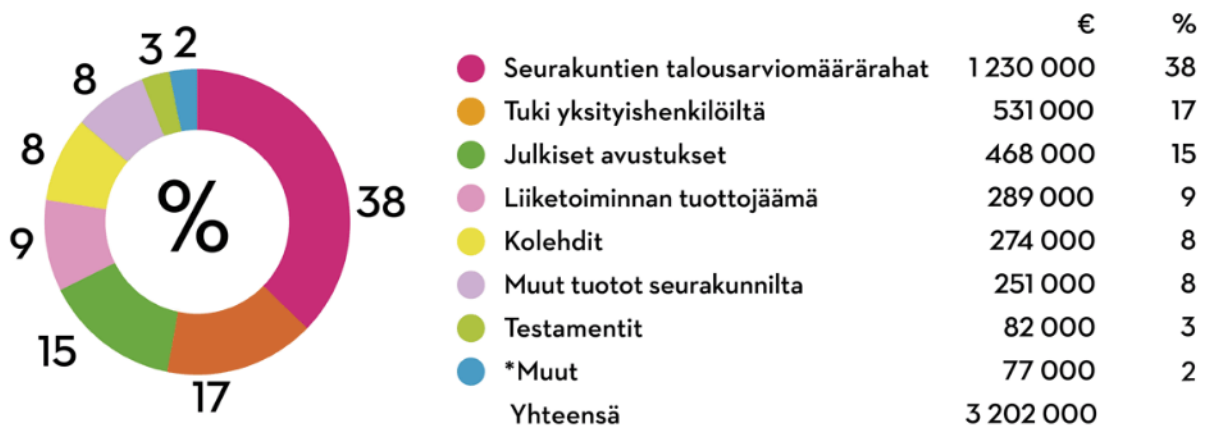 € %
Seurakuntien talousarviomäärärahat 1 230 000 38
Tuki yksityishenkilöiltä 531 000 17
Julkiset avustukset 468 000 15
Liiketoiminnan tuottojäämä 289 000 9
Kolehdit 274 000 8
Muut tuotot seurakunnilta 251 000 8
Testamentit 82 000 3
*Muut 77 000 2
Yhteensä 3 202 000
%
38
17
15
9
8
8
3
2